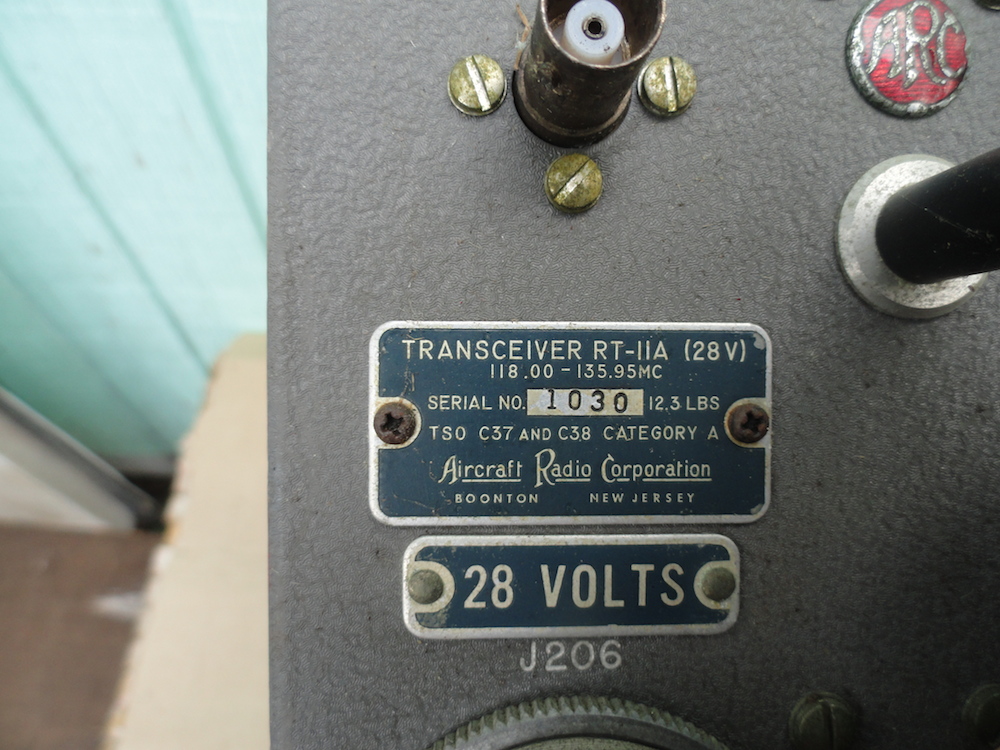 ARC
TRANSCEIVER RT-11A (28V)
118.00-135.95MC
SERIAL NO. 1030 12.3 LBS
TSO C37 AND C38 CATEGORY A
Aircraft Radio Corporation
BOONTON NEW JERSEY
28 VOLTS
J206